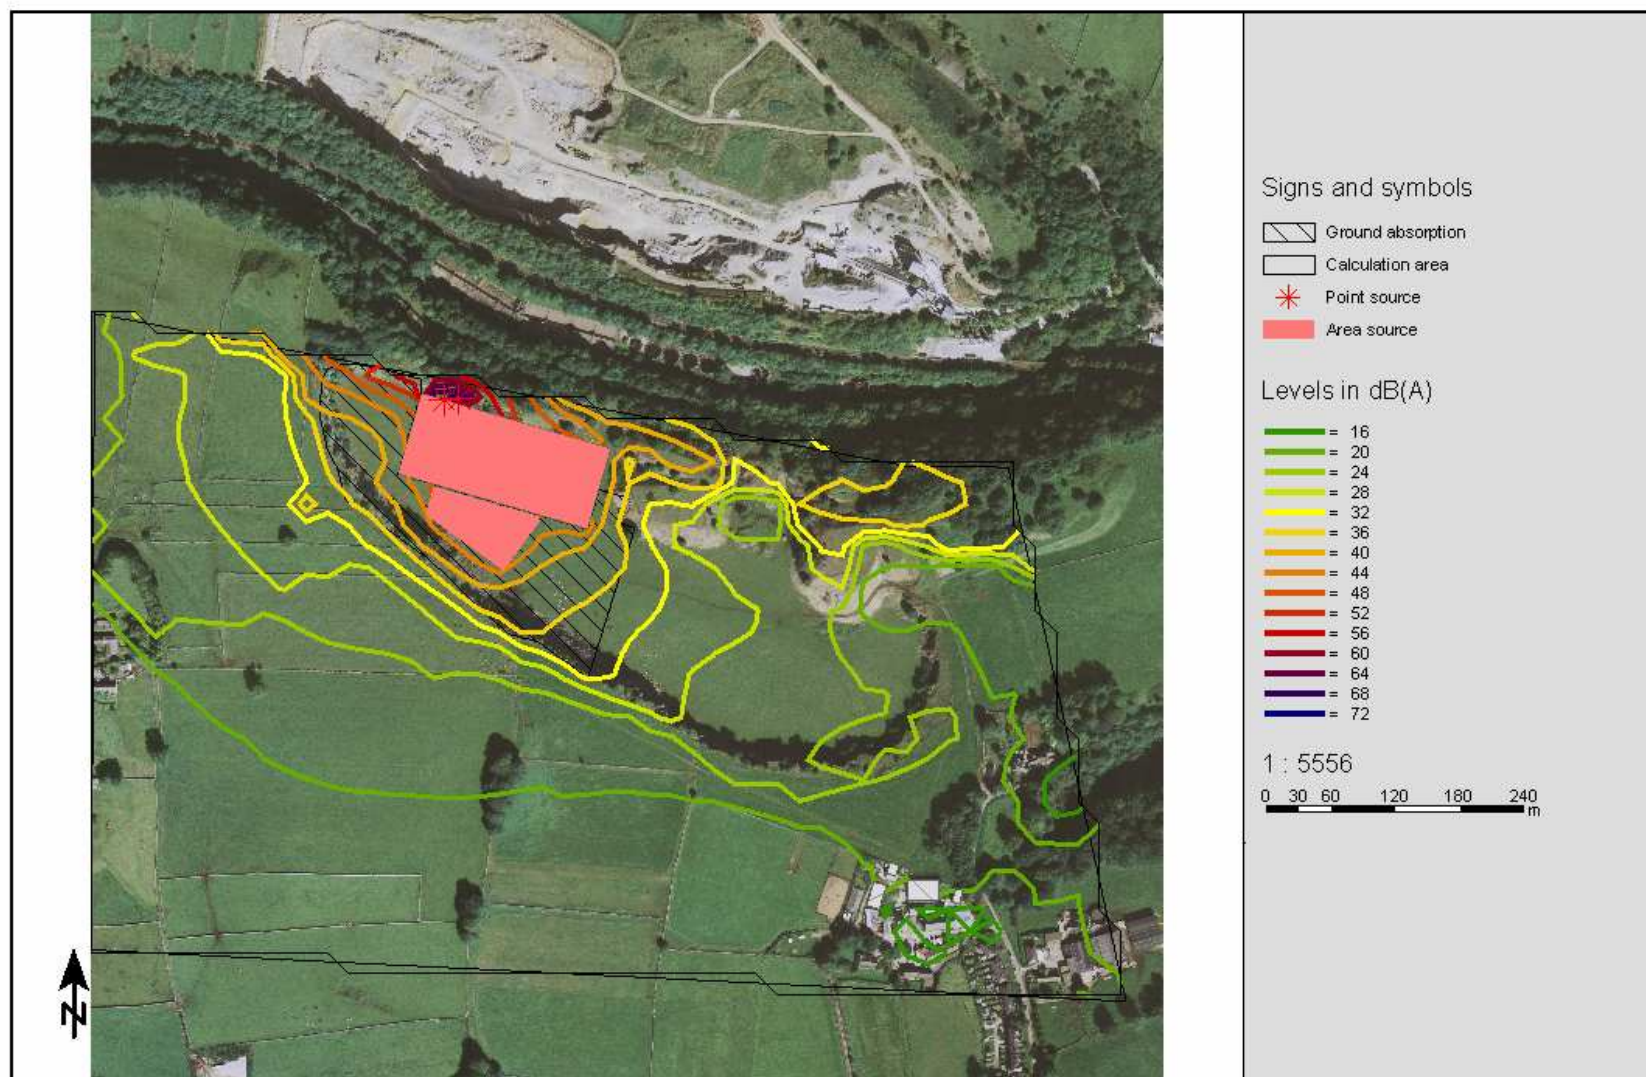 Signs and symbols
Ground absorption
Calculation area
Point source
Area source
Levels in dB(A)
= 16
= 20
= 24
= 28
= 32
= 36
= 40
= 44
= 48
= 52
= 56
= 60
= 64
= 68
= 72
1 : 5556
0 30 60 120 180 240
m
N